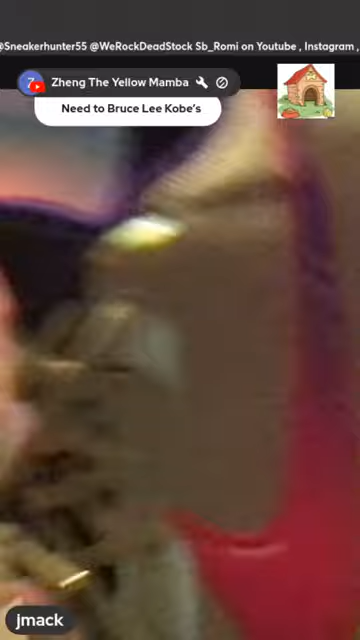 @Sneakerhunter55 @WeRockDeadStock Sb_Romi on Youtube , Instagram ,
Z Zheng The Yellow Mamba
Need to Bruce Lee Kobe's
jmack